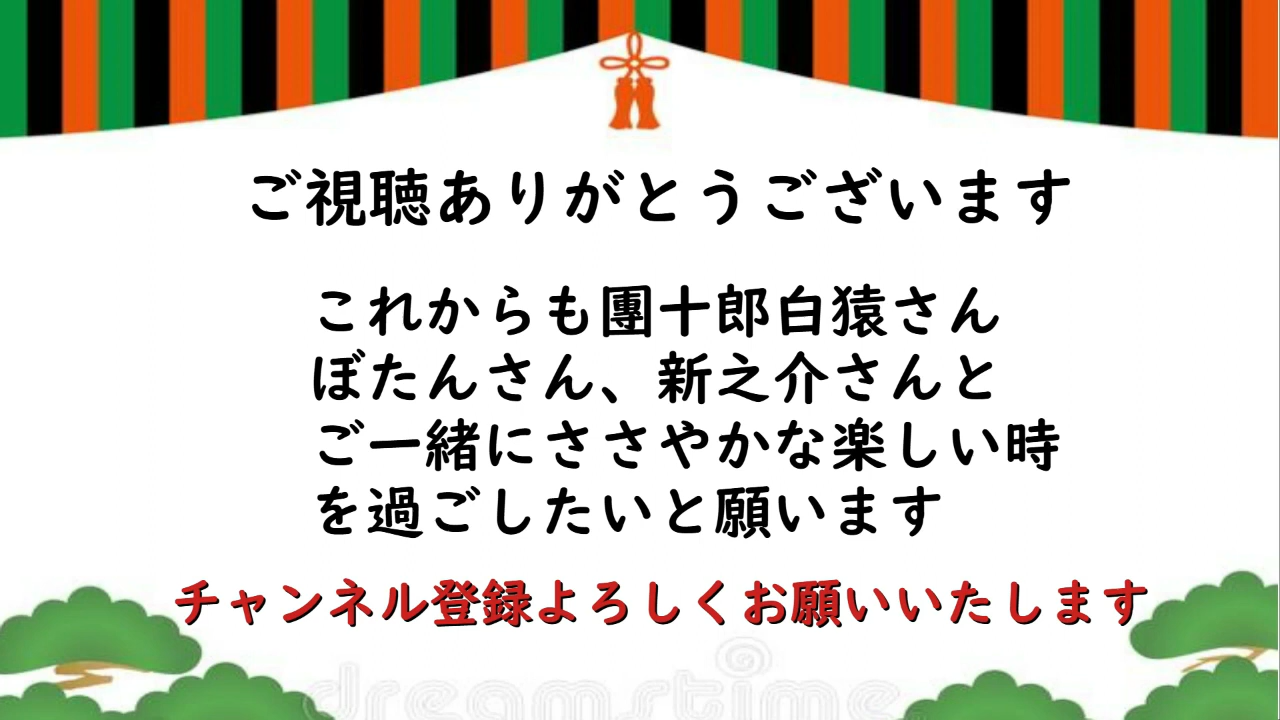 ご視聴ありがとうございます
これからも團十郎白猿さん
ぼたんさん、新之介さんと
ご一緒にささやかな楽しい時
を過ごしたいと願います
チャンネル登録よろしくお願いいたします
dreamstime